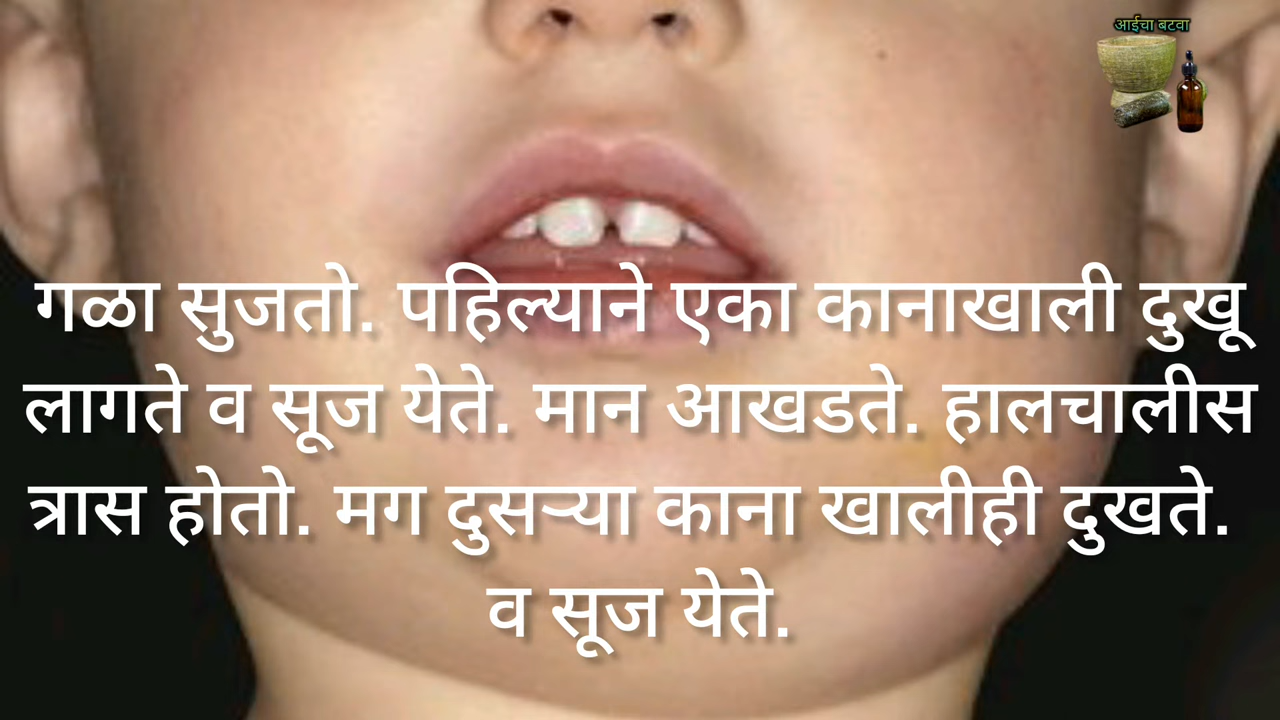 आईचा बटवा
गळा सुजतो. पहिल्याने एका कानाखाली दुखू
लागते व सूज येते. मान आखडते. हालचालीस
त्रास होतो. मग दुसऱ्या काना खालीही दुखते.
व सूज येते.